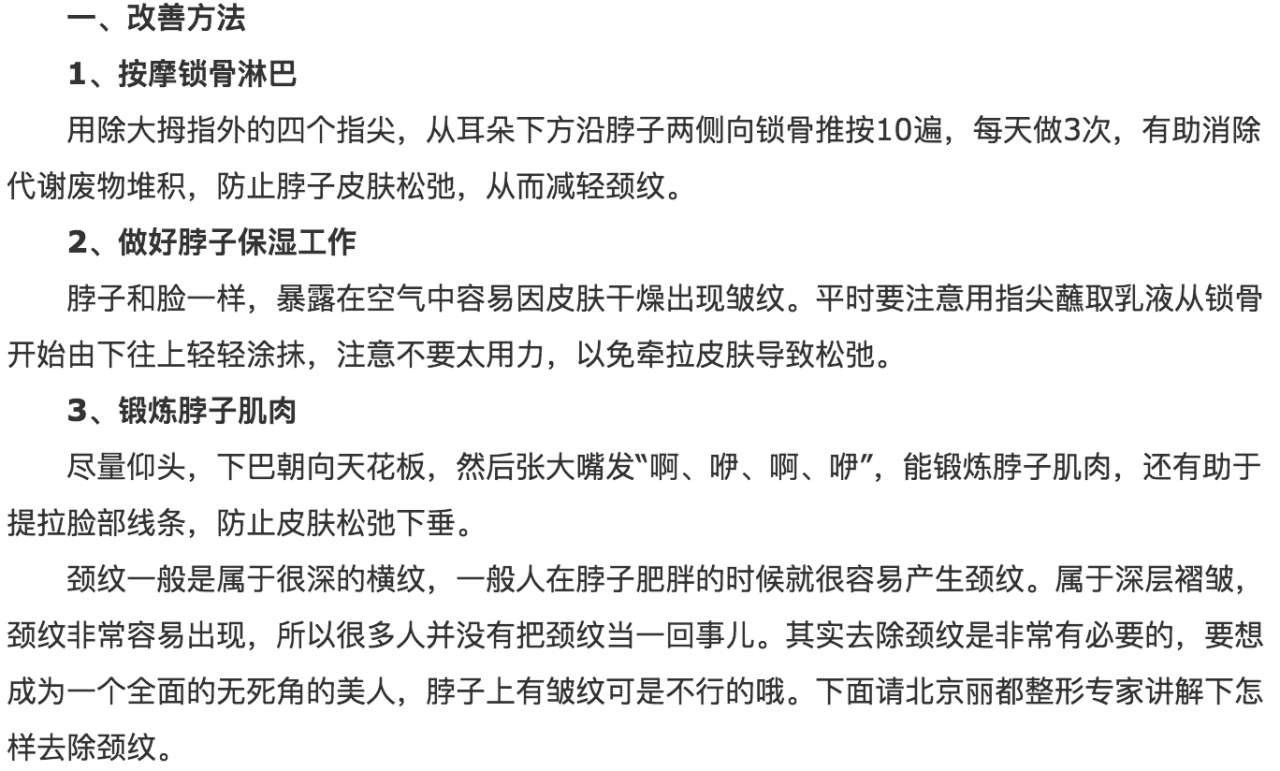 一、改善方法
1、按摩锁骨淋巴
用除大拇指外的四个指尖，从耳朵下方沿脖子两侧向锁骨推按10遍，每天做3次，有助消除
代谢废物堆积，防止脖子皮肤松弛，从而减轻颈纹。
2、做好脖子保湿工作
脖子和脸一样，暴露在空气中容易因皮肤干燥出现皱纹。平时要注意用指尖蘸取乳液从锁骨
开始由下往上轻轻涂抹，注意不要太用力，以免牵拉皮肤导致松弛。
3、锻炼脖子肌肉
尽量仰头，下巴朝向天花板，然后张大嘴发“啊、咿、啊、咿”，能锻炼脖子肌肉，还有助于
提拉脸部线条，防止皮肤松弛下垂。
颈纹一般是属于很深的横纹，一般人在脖子肥胖的时候就很容易产生颈纹。属于深层褶皱，
颈纹非常容易出现，所以很多人并没有把颈纹当一回事儿。其实去除颈纹是非常有必要的，要想
成为一个全面的无死角的美人，脖子上有皱纹可是不行的哦。下面请北京丽都整形专家讲解下怎
样去除颈纹。